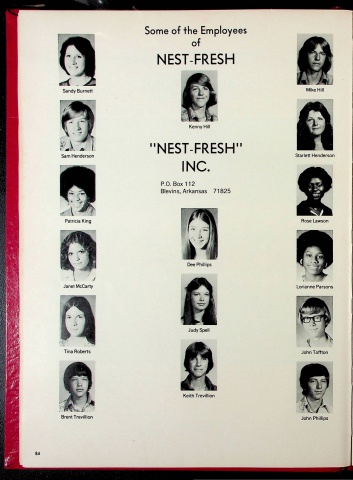 Some of the Employees
of
NEST-FRESH
Sandy Burnett
Kenny Hill
Mike Hill
Sam Henderson
"NEST-FRESH"
INC.
P.O. Box 112
Blevins, Arkansas 71825
Starlett Henderson
Patricia King
Rose Lawson
Janet McCarty
Dee Phillips
Lorianne Parsons
Tina Roberts
Judy Spell
John Taffton
Brent Trevillion
Keith Trevillion
John Phillips
84